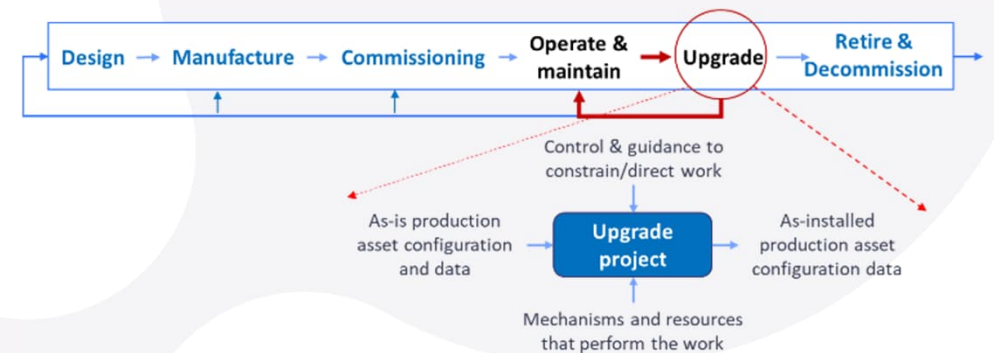 Design
Manufacture
Commissioning
Operate &
maintain
Upgrade
Retire &
Decommission
Control & guidance to
constrain/direct work
As-is production
asset configuration
and data
Upgrade
project
As-installed
production asset
configuration data
Mechanisms and resources
that perform the work